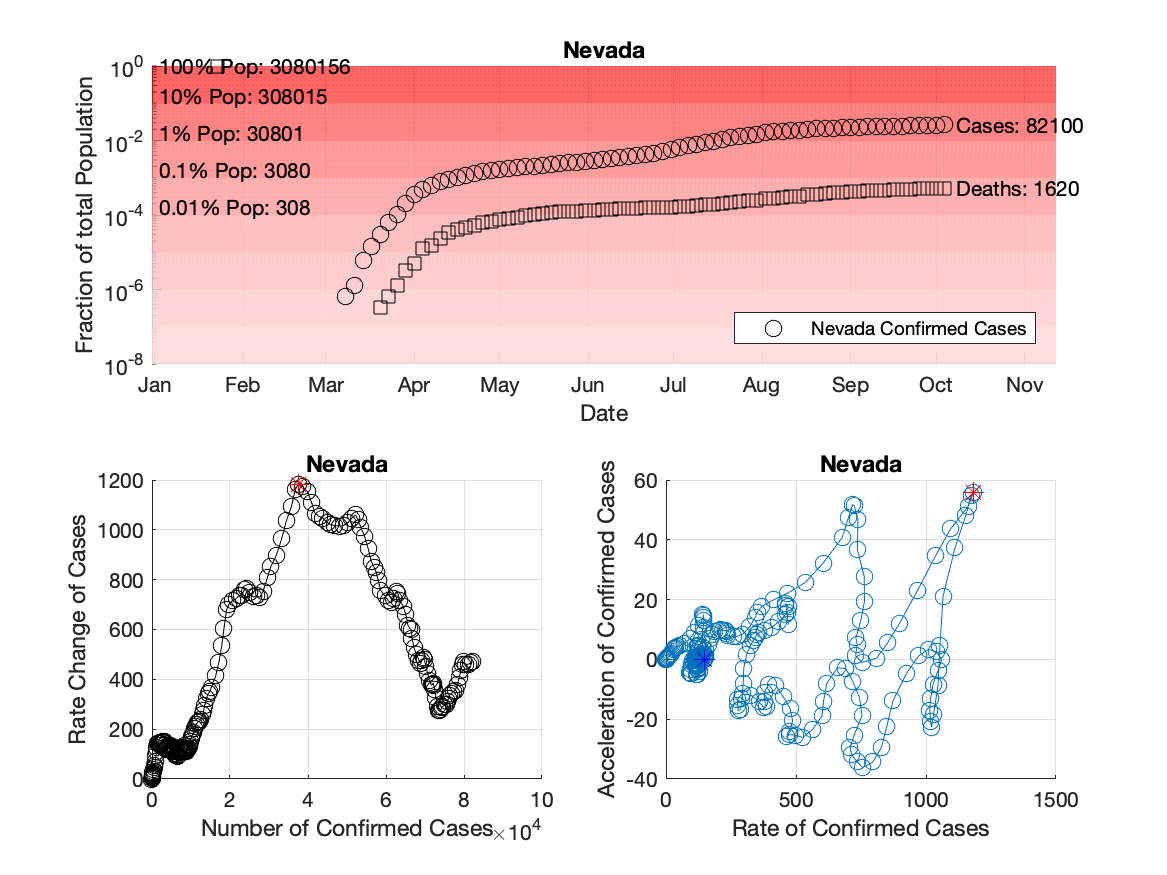 Nevada
10^0
10^-2
10^-4
10^-6
10^-8
Fraction of total Population
100% Pop: 3080156
10% Pop: 308015
1% Pop: 30801
0.1% Pop: 3080
0.01% Pop: 308
Cases: 82100
Deaths: 1620
Nevada Confirmed Cases
Jan Feb Mar Apr May Jun Jul Aug Sep Oct Nov
Date
Nevada
1200
1000
800
600
400
200
0
Rate Change of Cases
0 2 4 6 8 10
Number of Confirmed Cases
×10^4
Nevada
60
40
20
0
-20
-40
Acceleration of Confirmed Cases
0 500 1000 1500
Rate of Confirmed Cases